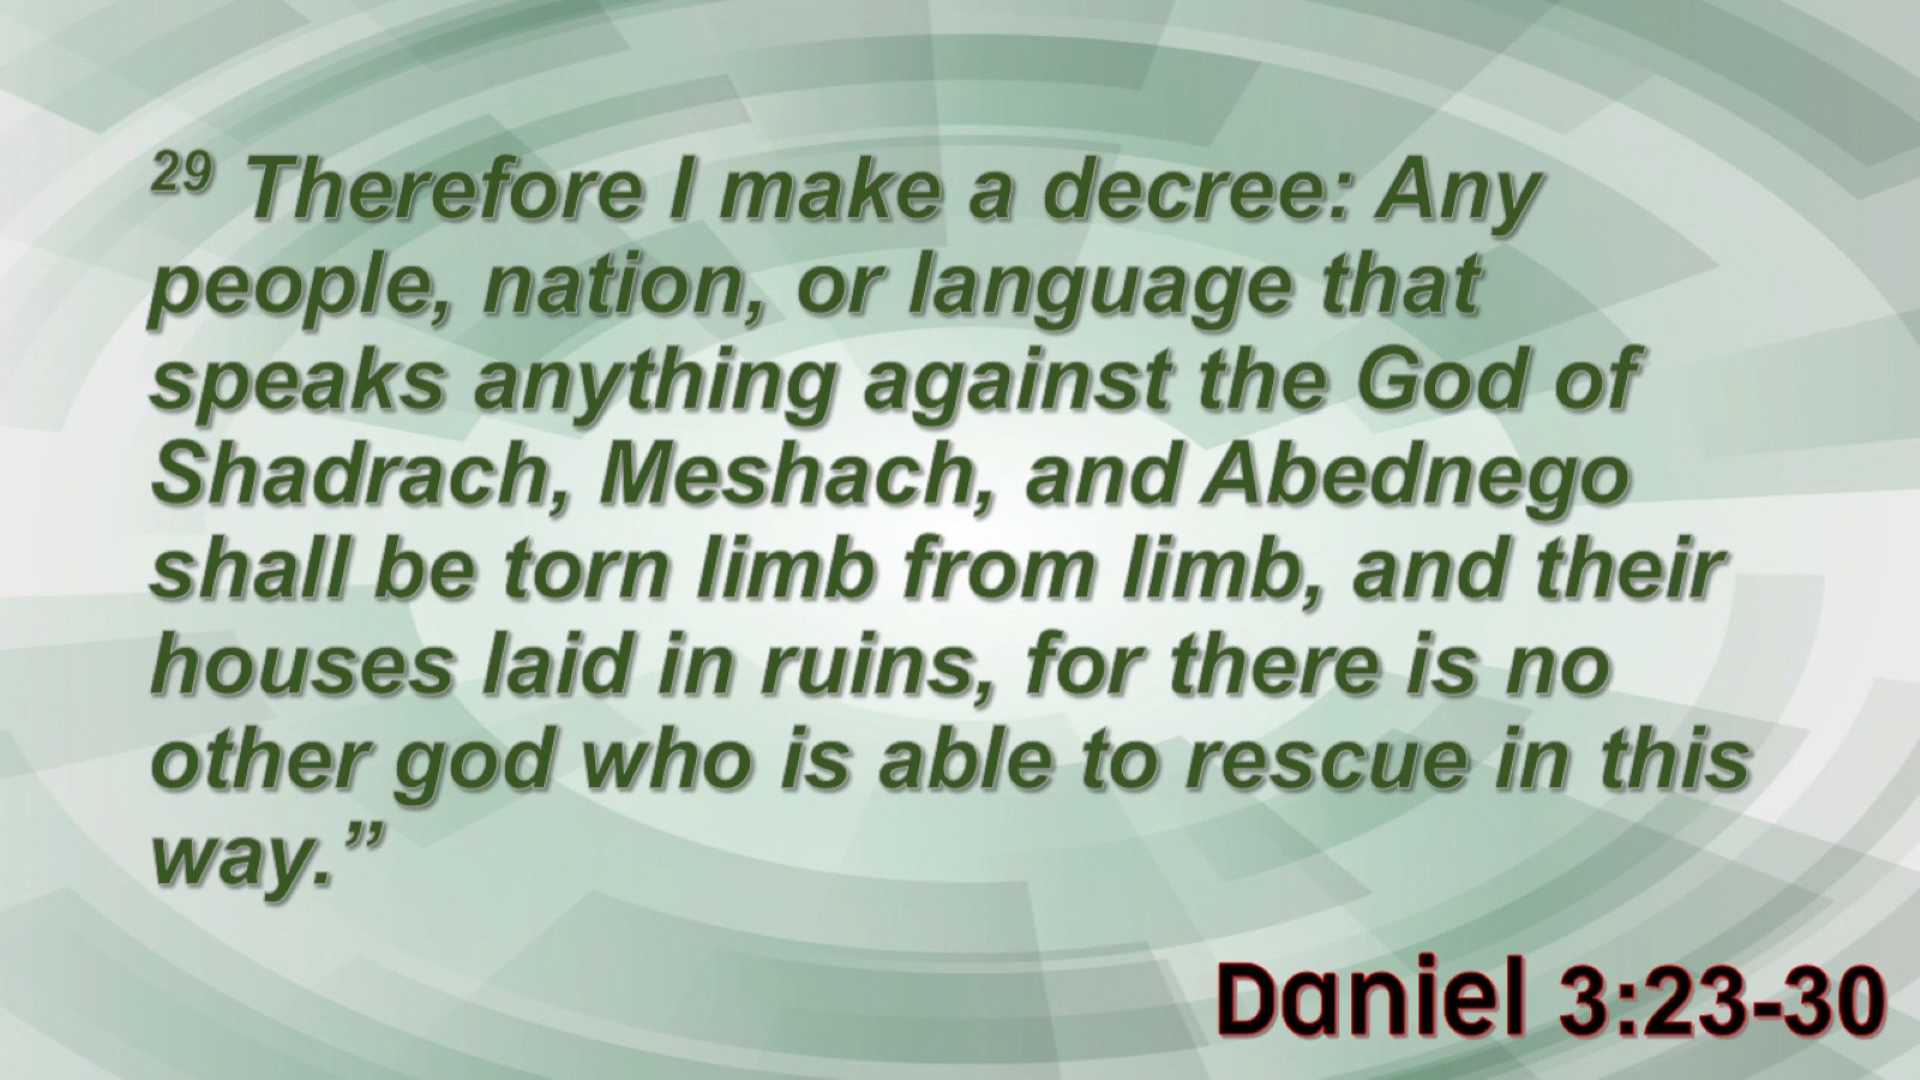 29 Therefore I make a decree: Any
people, nation, or language that
speaks anything against the God of
Shadrach, Meshach, and Abednego
shall be torn limb from limb, and their
houses laid in ruins, for there is no
other god who is able to rescue in this
way.”
Daniel 3:23-30